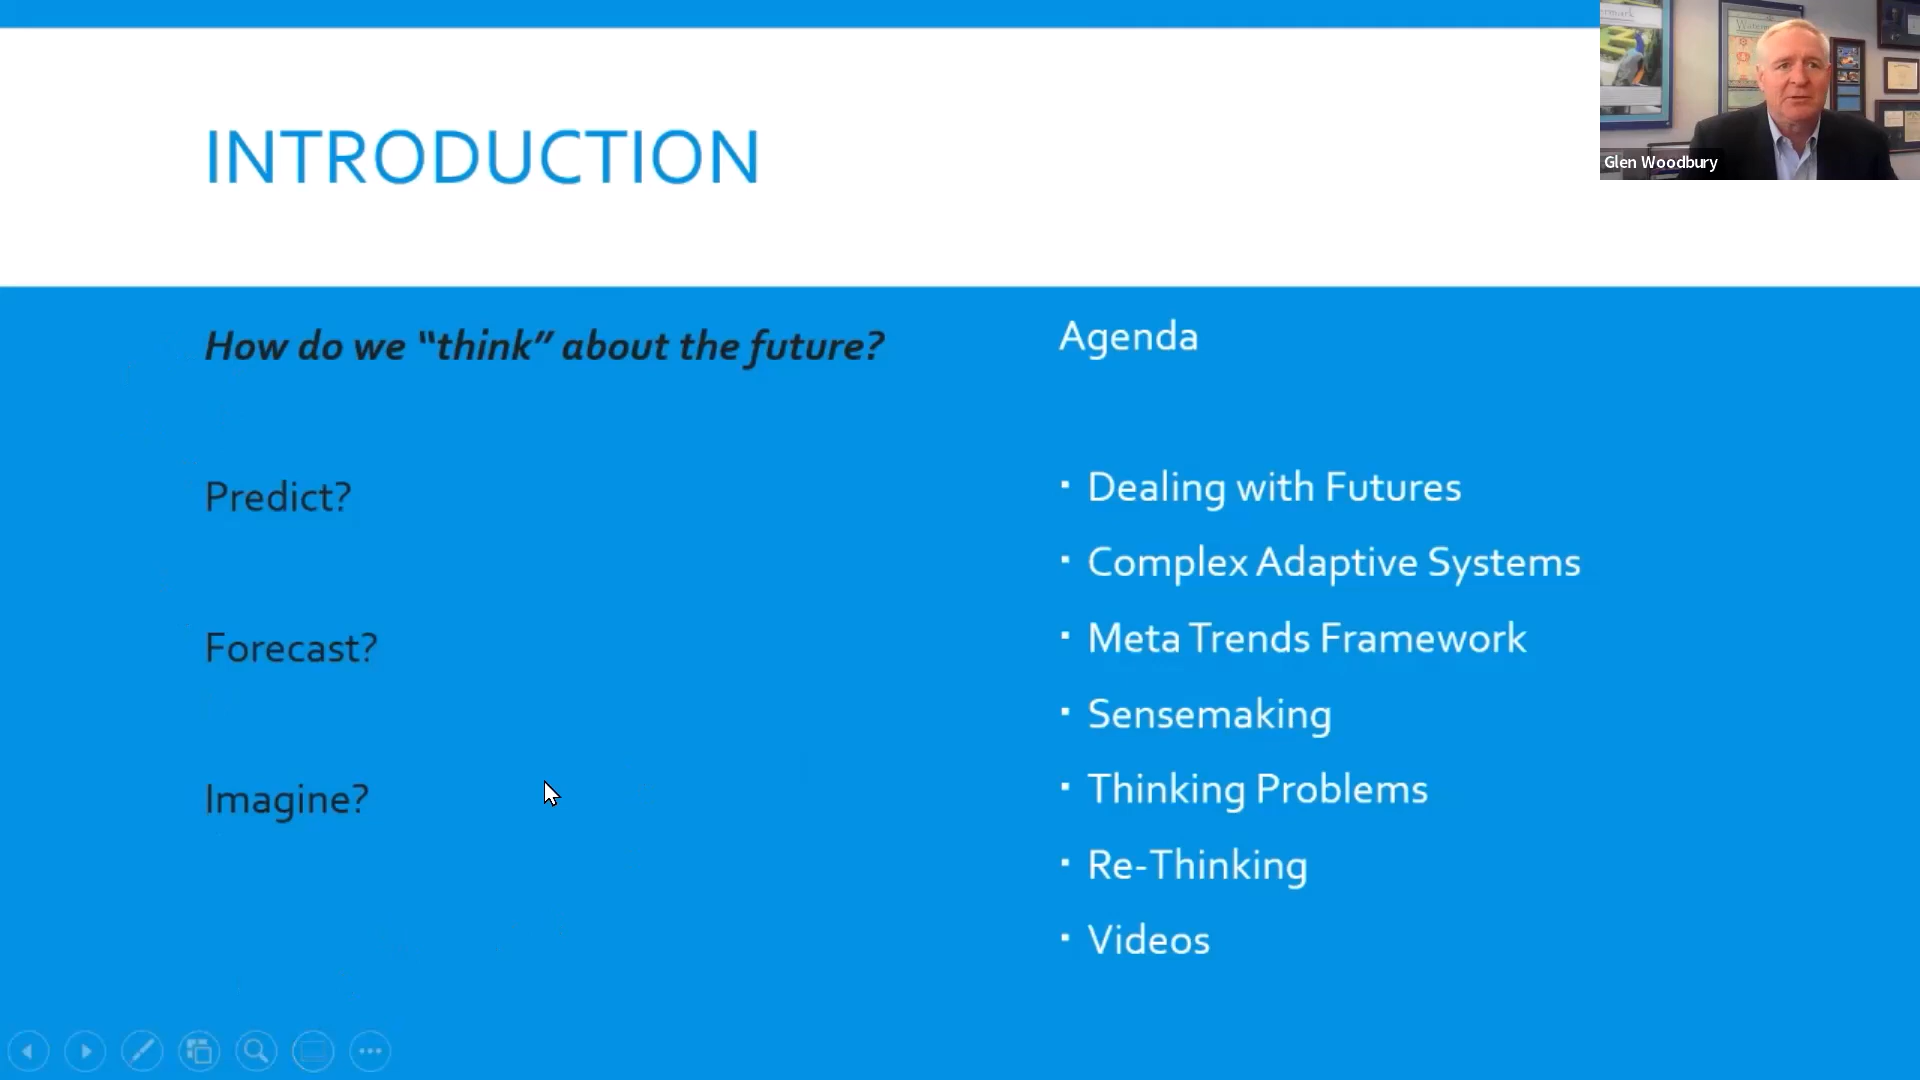 INTRODUCTION
Glen Woodbury
How do we “think” about the future?
Predict?
Forecast?
Imagine?
Agenda
▪ Dealing with Futures
▪ Complex Adaptive Systems
▪ Meta Trends Framework
▪ Sensemaking
▪ Thinking Problems
▪ Re-Thinking
▪ Videos